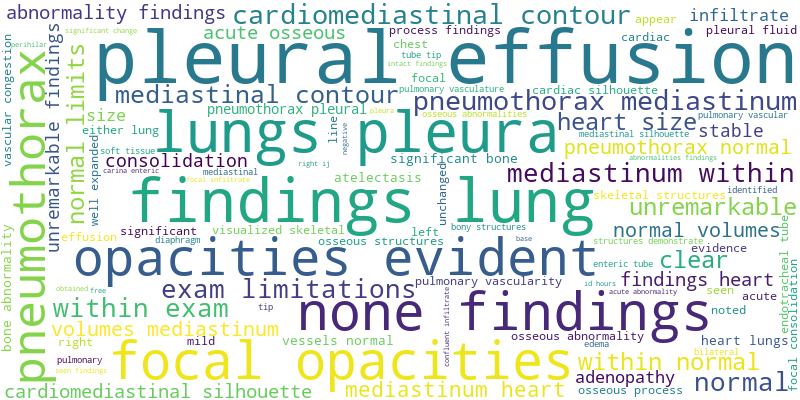 abnormality findings
cardiomediastinal contour
appear
infiltrate
perihilar
significant change
acute osseous
process findings
cardiac
pleural fluid
chest
tube tip
intact findings
pleural effusion
vascular congestion
pneumothorax
unremarkable findings
normal limits
mediastinal contour
focal
pulmonary vasculature
cardiac silhouette
pneumothorax mediastinum
size
pneumothorax pleural
osseous abnormalities
pulmonary vascular
either lung
lungs pleura
line
negative
pleura
heart size
mediastinal silhouette
stable
soft tissue
well expanded
consolidation
right ij
significant bone
pneumothorax normal
abnormalities findings
carina enteric
mediastinal
focal infiltrate
atelectasis
unchanged
mediastinum within
findings lung
skeletal structures
identified
unremarkable
bone abnormality
effusion
significant
visualized skeletal
left
bony structures
normal volumes
diaphragm
osseous structures
base
structures demonstrate
evidence
endotracheal tube
opacities evident
enteric tube
clear
focal consolidation
obtained
free
exam limitations
pulmonary vascularity
id hours
findings heart
seen
acute
within exam
tip
none findings
confluent infiltrate
acute abnormality
noted
volumes mediastinum
osseous abnormality
right
mild
vessels normal
edema
heart lungs
pulmonary
seen findings
focal opacities
within normal
bilateral
adenopathy
normal
cardiomediastinal silhouette
mediastinum heart
osseous process